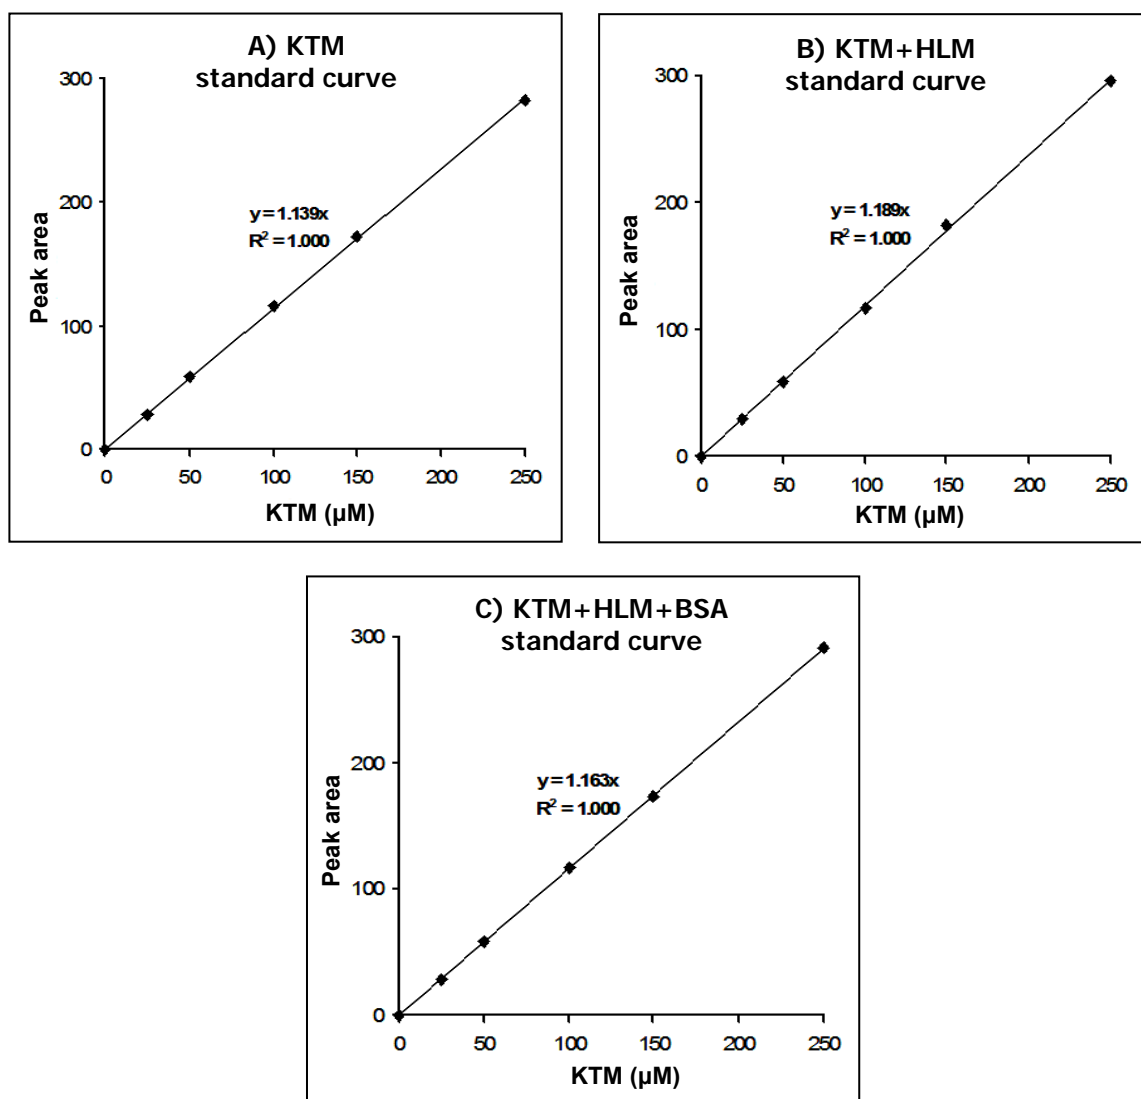 A) KTM
standard curve
300
200
100
0
Peak area
y = 1.139x
R² = 1.000
0 50 100 150 200 250
KTM (µM)
B) KTM+HLM
standard curve
300
200
100
0
Peak area
y = 1.189x
R² = 1.000
0 50 100 150 200 250
KTM (µM)
C) KTM+HLM+BSA
standard curve
300
200
100
0
Peak area
y = 1.163x
R² = 1.000
0 50 100 150 200 250
KTM (µM)